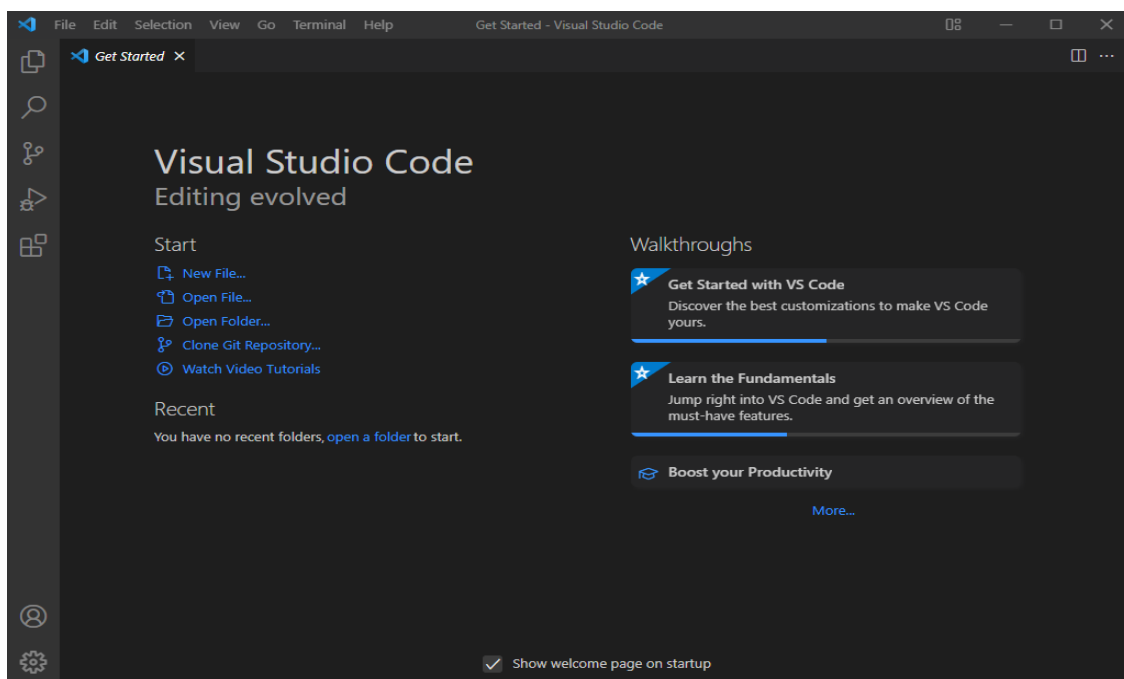 File Edit Selection View Go Terminal Help
Get Started - Visual Studio Code
Get Started
Visual Studio Code
Editing evolved
Start
New File...
Open File...
Open Folder...
Clone Git Repository...
Watch Video Tutorials
Recent
You have no recent folders, open a folder to start.
Walkthroughs
Get Started with VS Code
Discover the best customizations to make VS Code
yours.
Learn the Fundamentals
Jump right into VS Code and get an overview of the
must-have features.
Boost your Productivity
More...
Show welcome page on startup